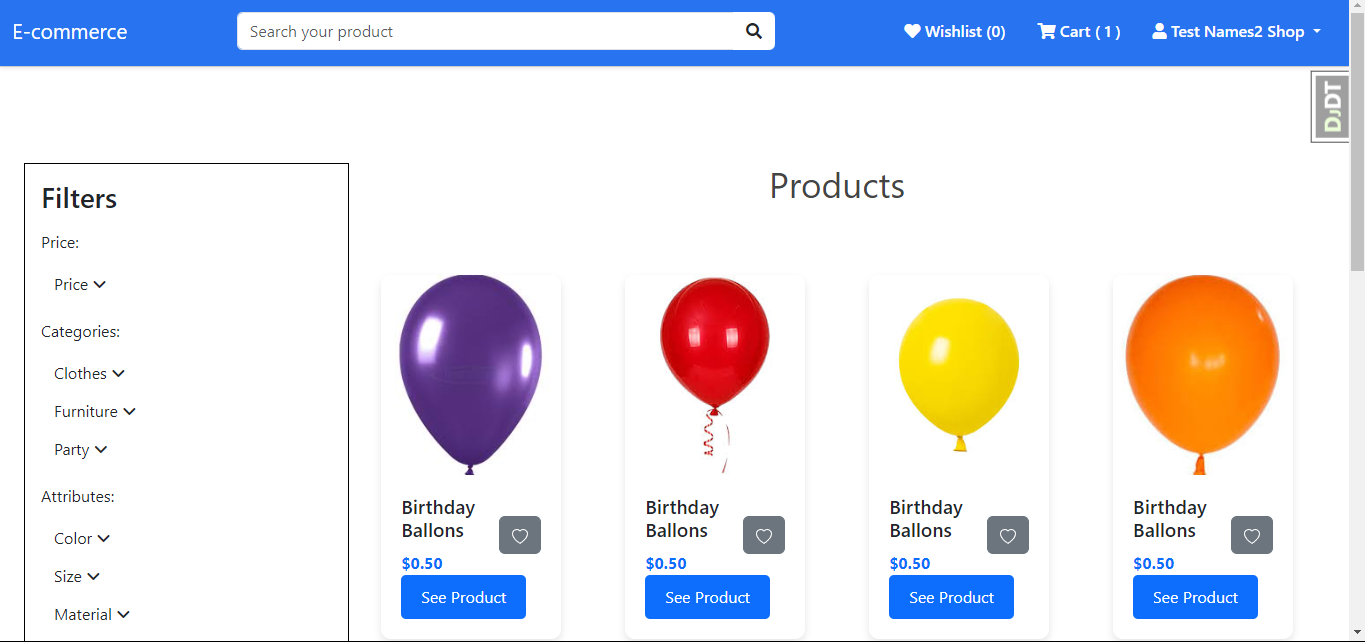 E-commerce
Search your product
Wishlist (0)
Cart ( 1 )
Test Names2 Shop
DJDT
Filters
Price:
Price
Categories:
Clothes
Furniture
Party
Attributes:
Color
Size
Material
Products
Birthday
Ballons
$0.50
See Product
Birthday
Ballons
$0.50
See Product
Birthday
Ballons
$0.50
See Product
Birthday
Ballons
$0.50
See Product